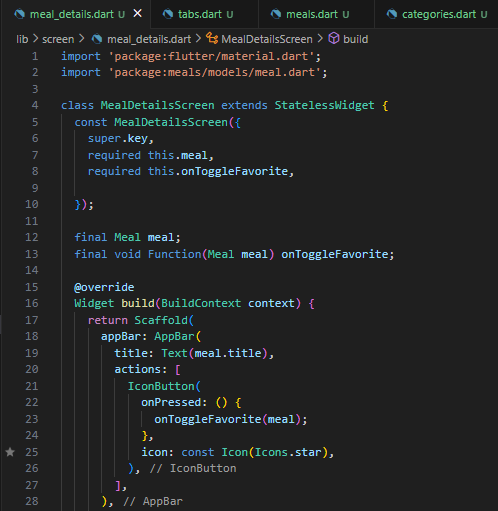 meal_details.dart U × tabs.dart U meals.dart U categories.dart U
lib > screen > meal_details.dart > MealDetailsScreen > build
1 import 'package:flutter/material.dart';
2 import 'package:meals/models/meal.dart';
3
4 class MealDetailsScreen extends StatelessWidget {
5 const MealDetailsScreen({
6 super.key,
7 required this.meal,
8 required this.onToggleFavorite,
9
10 });
11
12 final Meal meal;
13 final void Function(Meal meal) onToggleFavorite;
14
15 @override
16 Widget build(BuildContext context) {
17 return Scaffold(
18 appBar: AppBar(
19 title: Text(meal.title),
20 actions: [
21 IconButton(
22 onPressed: () {
23 onToggleFavorite(meal);
24 },
25 icon: const Icon(Icons.star),
26 ), // IconButton
27 ],
28 ), // AppBar